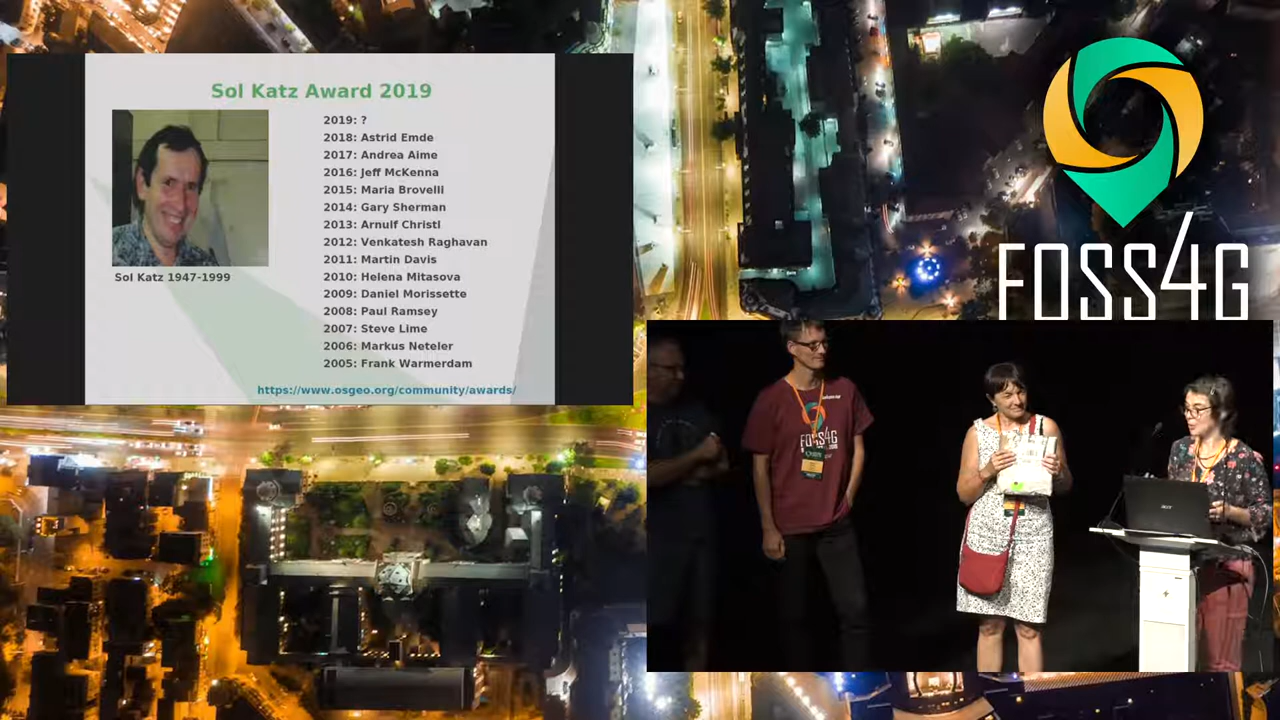 Sol Katz Award 2019
2019: ?
2018: Astrid Emde
2017: Andrea Aime
2016: Jeff McKenna
2015: Maria Brovelli
2014: Gary Sherman
2013: Arnulf Christl
2012: Venkatesh Raghavan
2011: Martin Davis
2010: Helena Mitasova
2009: Daniel Morissette
2008: Paul Ramsey
2007: Steve Lime
2006: Markus Neteler
2005: Frank Warmerdam
Sol Katz 1947-1999
https://www.osgeo.org/community/awards/
FOSS4G
FOSS4G
acer